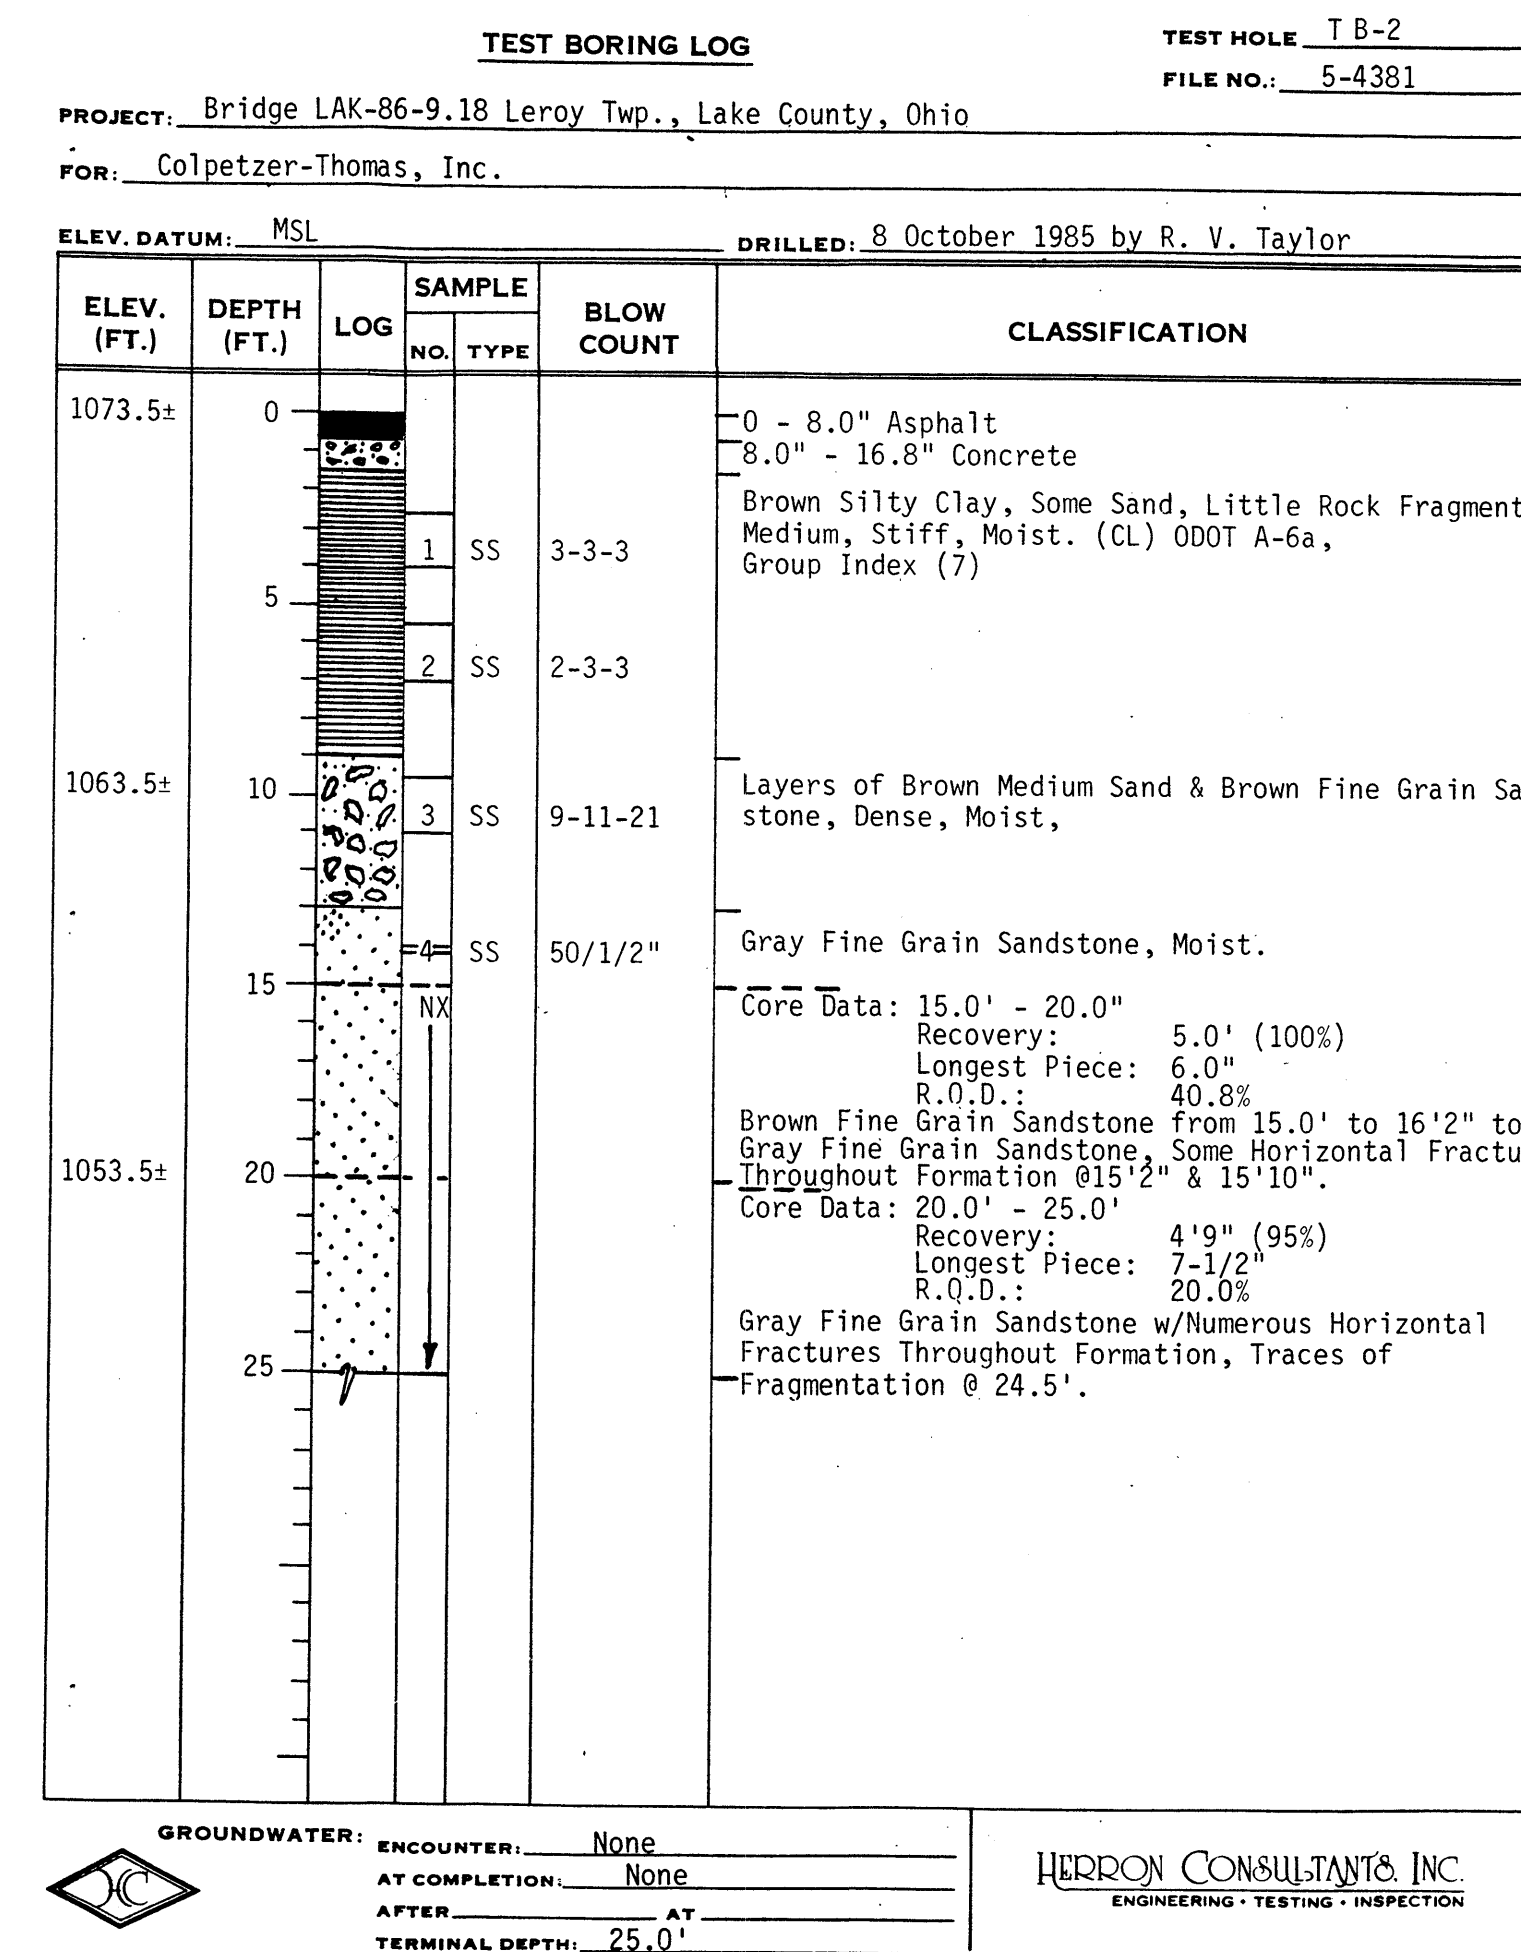 TEST BORING LOG
TEST HOLE T B-2
FILE NO.: 5-4381
PROJECT: Bridge LAK-86-9.18 Leroy Twp., Lake County, Ohio
FOR: Colpetzer-Thomas, Inc.
ELEV. DATUM: MSL
DRILLED: 8 October 1985 by R. V. Taylor
ELEV. (FT.)
DEPTH (FT.)
LOG
SAMPLE
NO. TYPE
BLOW COUNT
CLASSIFICATION
1073.5± 0
0 - 8.0" Asphalt
8.0" - 16.8" Concrete
Brown Silty Clay, Some Sand, Little Rock Fragment
Medium, Stiff, Moist. (CL) ODOT A-6a,
1 SS 3-3-3
Group Index (7)
5
2 SS 2-3-3
1063.5± 10
Layers of Brown Medium Sand & Brown Fine Grain Sa
stone, Dense, Moist,
3 SS 9-11-21
4 SS 50/1/2"
Gray Fine Grain Sandstone, Moist.
15
NX
Core Data: 15.0' - 20.0"
Recovery: 5.0' (100%)
Longest Piece: 6.0"
R.Q.D.: 40.8%
Brown Fine Grain Sandstone from 15.0' to 16'2" to
Gray Fine Grain Sandstone, Some Horizontal Fractu
1053.5± 20
Throughout Formation @15'2" & 15'10".
Core Data: 20.0' - 25.0'
Recovery: 4'9" (95%)
Longest Piece: 7-1/2"
R.Q.D.: 20.0%
Gray Fine Grain Sandstone w/Numerous Horizontal
Fractures Throughout Formation, Traces of
25
Fragmentation @ 24.5'.
GROUNDWATER: ENCOUNTER: None
AT COMPLETION: None
AFTER AT
TERMINAL DEPTH: 25.0'
HC
HERRON CONSULTANTS, INC.
ENGINEERING • TESTING • INSPECTION